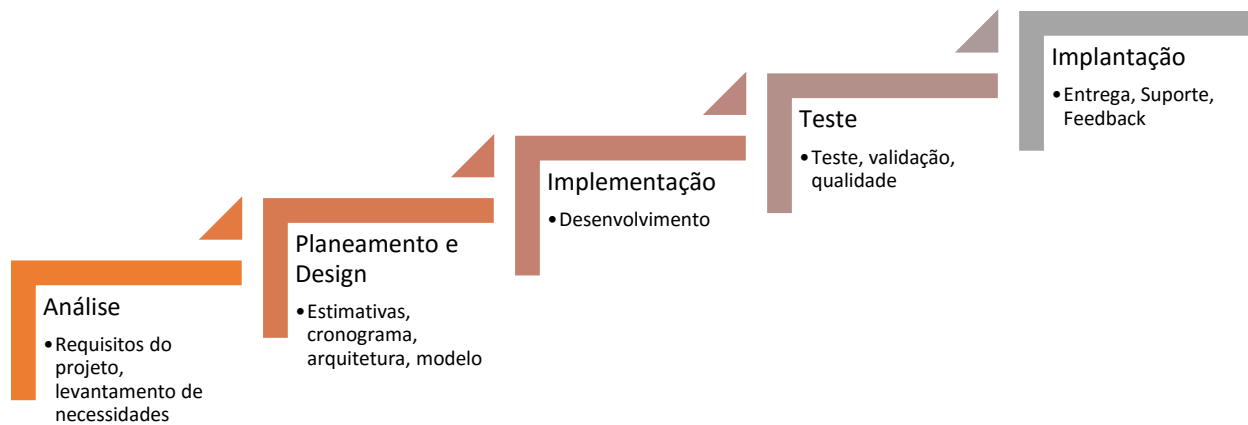 Análise
•Requisitos do
projeto,
levantamento de
necessidades
Planeamento e
Design
•Estimativas,
cronograma,
arquitetura, modelo
Implementação
•Desenvolvimento
Teste
•Teste, validação,
qualidade
Implantação
•Entrega, Suporte,
Feedback